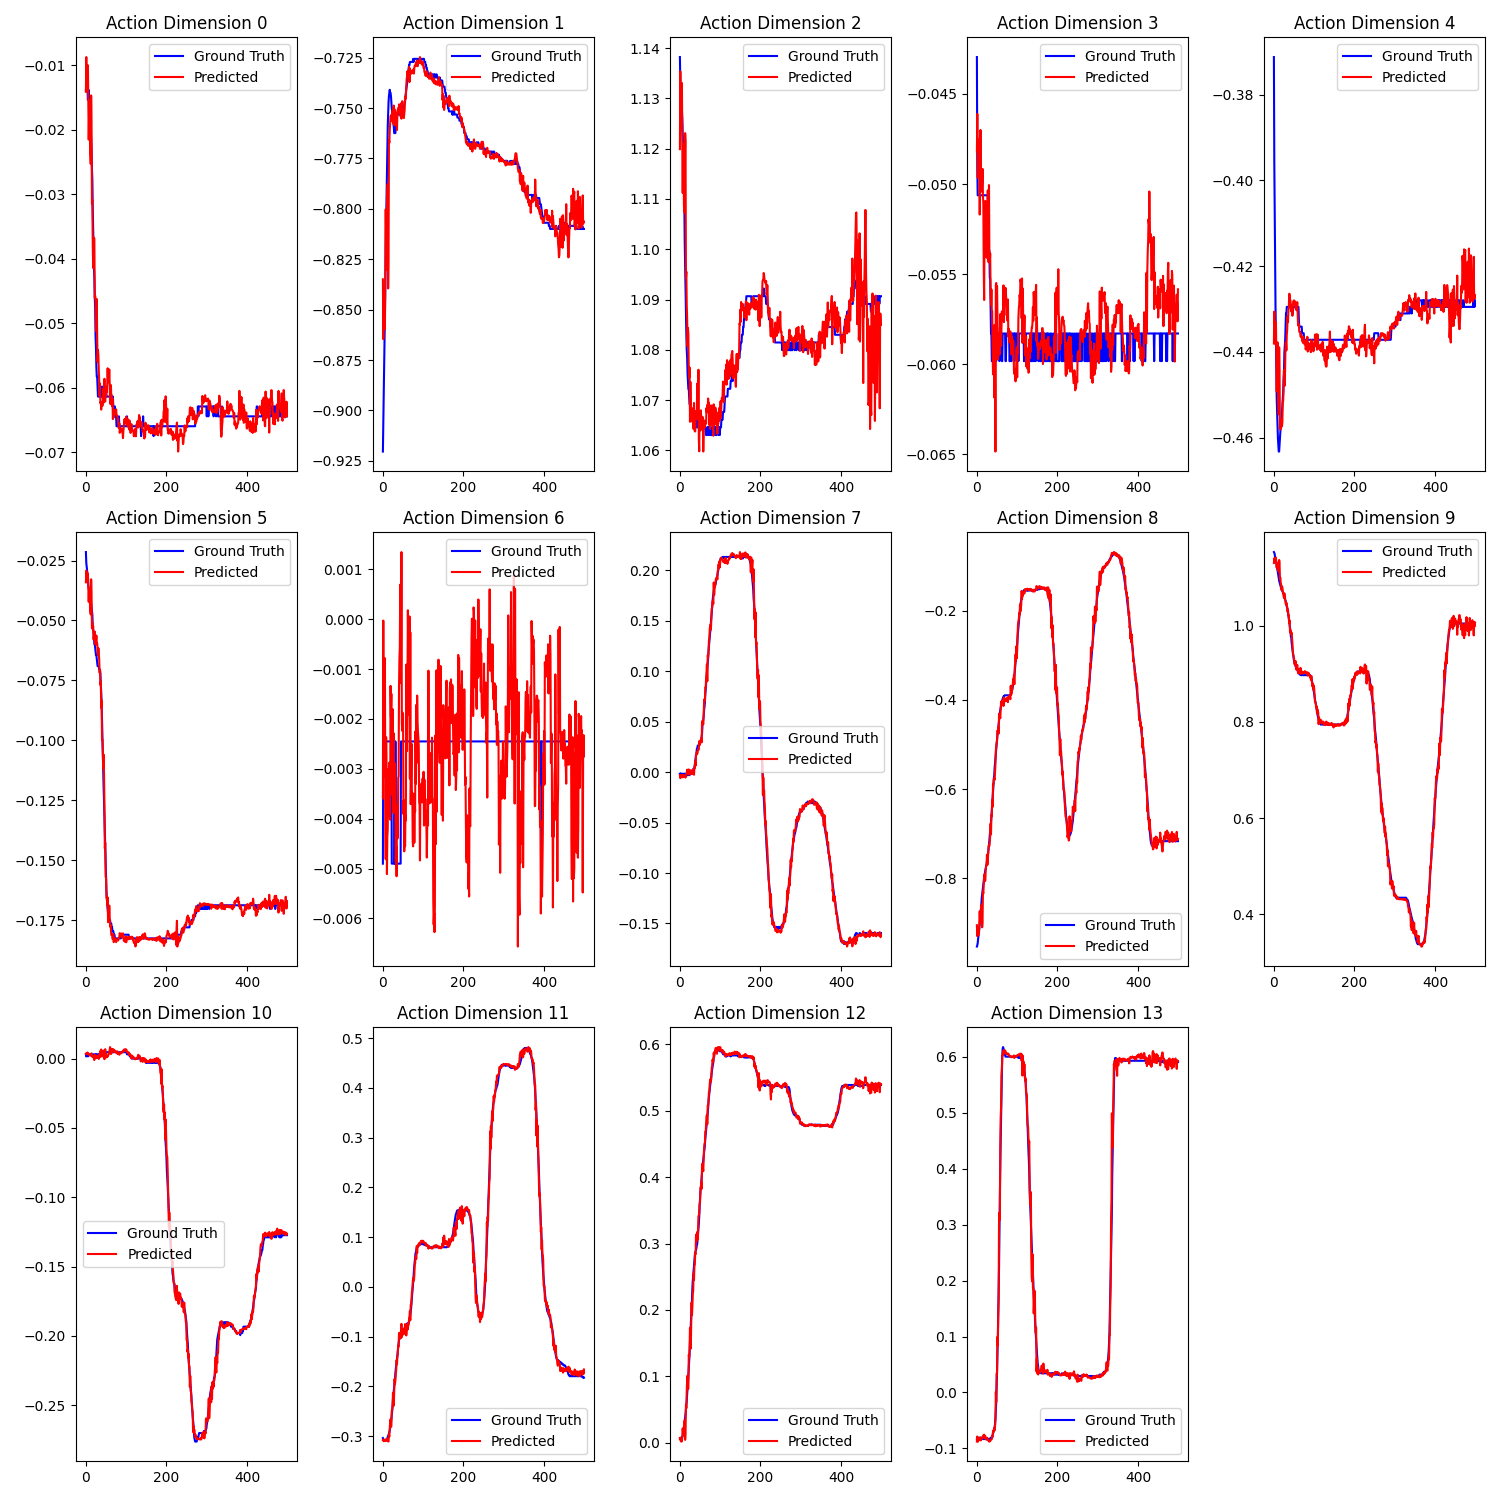 Action Dimension 0
Ground Truth
Predicted
−0.01
−0.02
−0.03
−0.04
−0.05
−0.06
−0.07
0 200 400
Action Dimension 1
Ground Truth
Predicted
−0.725
−0.750
−0.775
−0.800
−0.825
−0.850
−0.875
−0.900
−0.925
0 200 400
Action Dimension 2
Ground Truth
Predicted
1.14
1.13
1.12
1.11
1.10
1.09
1.08
1.07
1.06
0 200 400
Action Dimension 3
Ground Truth
Predicted
−0.045
−0.050
−0.055
−0.060
−0.065
0 200 400
Action Dimension 4
Ground Truth
Predicted
−0.38
−0.40
−0.42
−0.44
−0.46
0 200 400
Action Dimension 5
Ground Truth
Predicted
−0.025
−0.050
−0.075
−0.100
−0.125
−0.150
−0.175
0 200 400
Action Dimension 6
Ground Truth
Predicted
0.001
0.000
−0.001
−0.002
−0.003
−0.004
−0.005
−0.006
0 200 400
Action Dimension 7
0.20
0.15
0.10
0.05
0.00
−0.05
−0.10
−0.15
Ground Truth
Predicted
0 200 400
Action Dimension 8
−0.2
−0.4
−0.6
−0.8
Ground Truth
Predicted
0 200 400
Action Dimension 9
Ground Truth
Predicted
1.0
0.8
0.6
0.4
0 200 400
Action Dimension 10
0.00
−0.05
−0.10
−0.15
−0.20
−0.25
Ground Truth
Predicted
0 200 400
Action Dimension 11
0.5
0.4
0.3
0.2
0.1
0.0
−0.1
−0.2
−0.3
Ground Truth
Predicted
0 200 400
Action Dimension 12
0.6
0.5
0.4
0.3
0.2
0.1
0.0
Ground Truth
Predicted
0 200 400
Action Dimension 13
0.6
0.5
0.4
0.3
0.2
0.1
0.0
−0.1
Ground Truth
Predicted
0 200 400